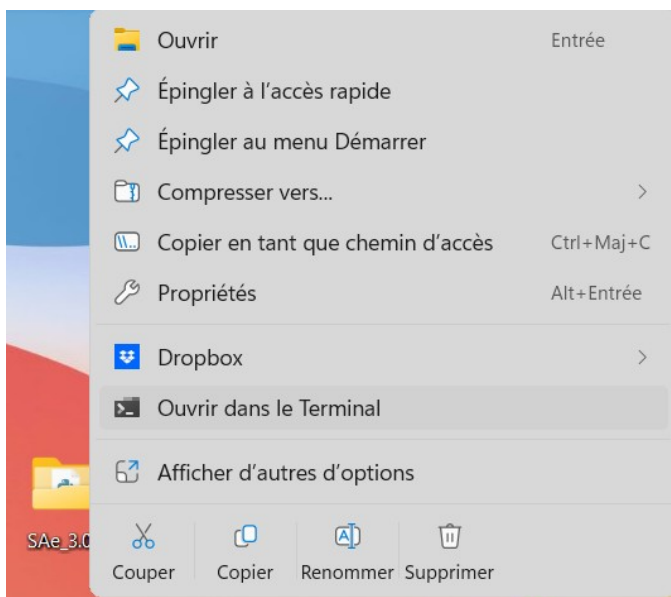 Ouvrir Entrée
Épingler à l'accès rapide
Épingler au menu Démarrer
Compresser vers...
Copier en tant que chemin d'accès Ctrl+Maj+C
Propriétés Alt+Entrée
Dropbox
Ouvrir dans le Terminal
Afficher d'autres d'options
SAe_3.0
Couper Copier Renommer Supprimer